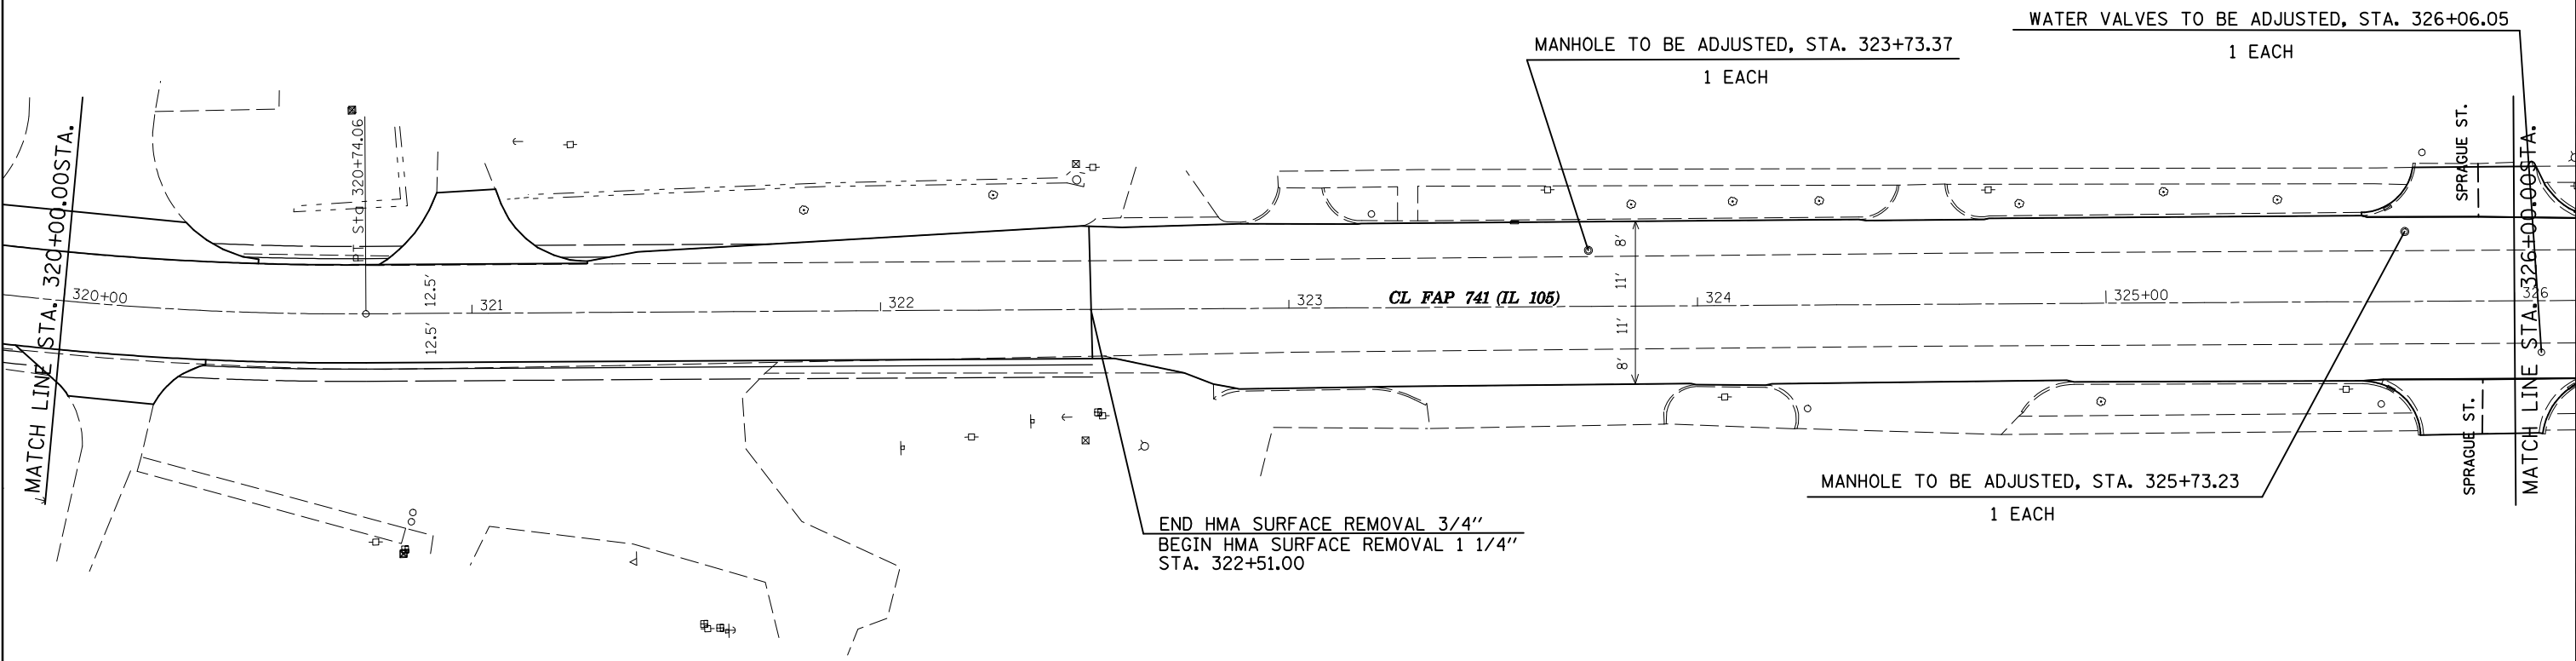 WATER VALVES TO BE ADJUSTED, STA. 326+06.05
1 EACH
MANHOLE TO BE ADJUSTED, STA. 323+73.37
1 EACH
MATCH LINE STA. 320+00.00STA.
PT Sta 320+74.06
SPRAGUE ST.
MATCH LINE STA. 326+00.00STA.
320+00
321
322
323
CL FAP 741 (IL 105)
324
325+00
326
12.5'
12.5'
8'
11'
11'
8'
SPRAGUE ST.
MANHOLE TO BE ADJUSTED, STA. 325+73.23
1 EACH
END HMA SURFACE REMOVAL 3/4"
BEGIN HMA SURFACE REMOVAL 1 1/4"
STA. 322+51.00